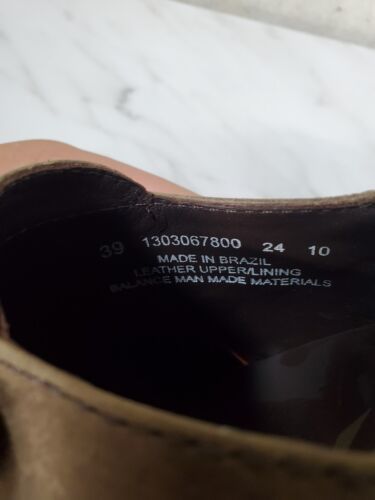 39 1303067800 24 10
MADE IN BRAZIL
LEATHER UPPER/LINING
BALANCE MAN MADE MATERIALS